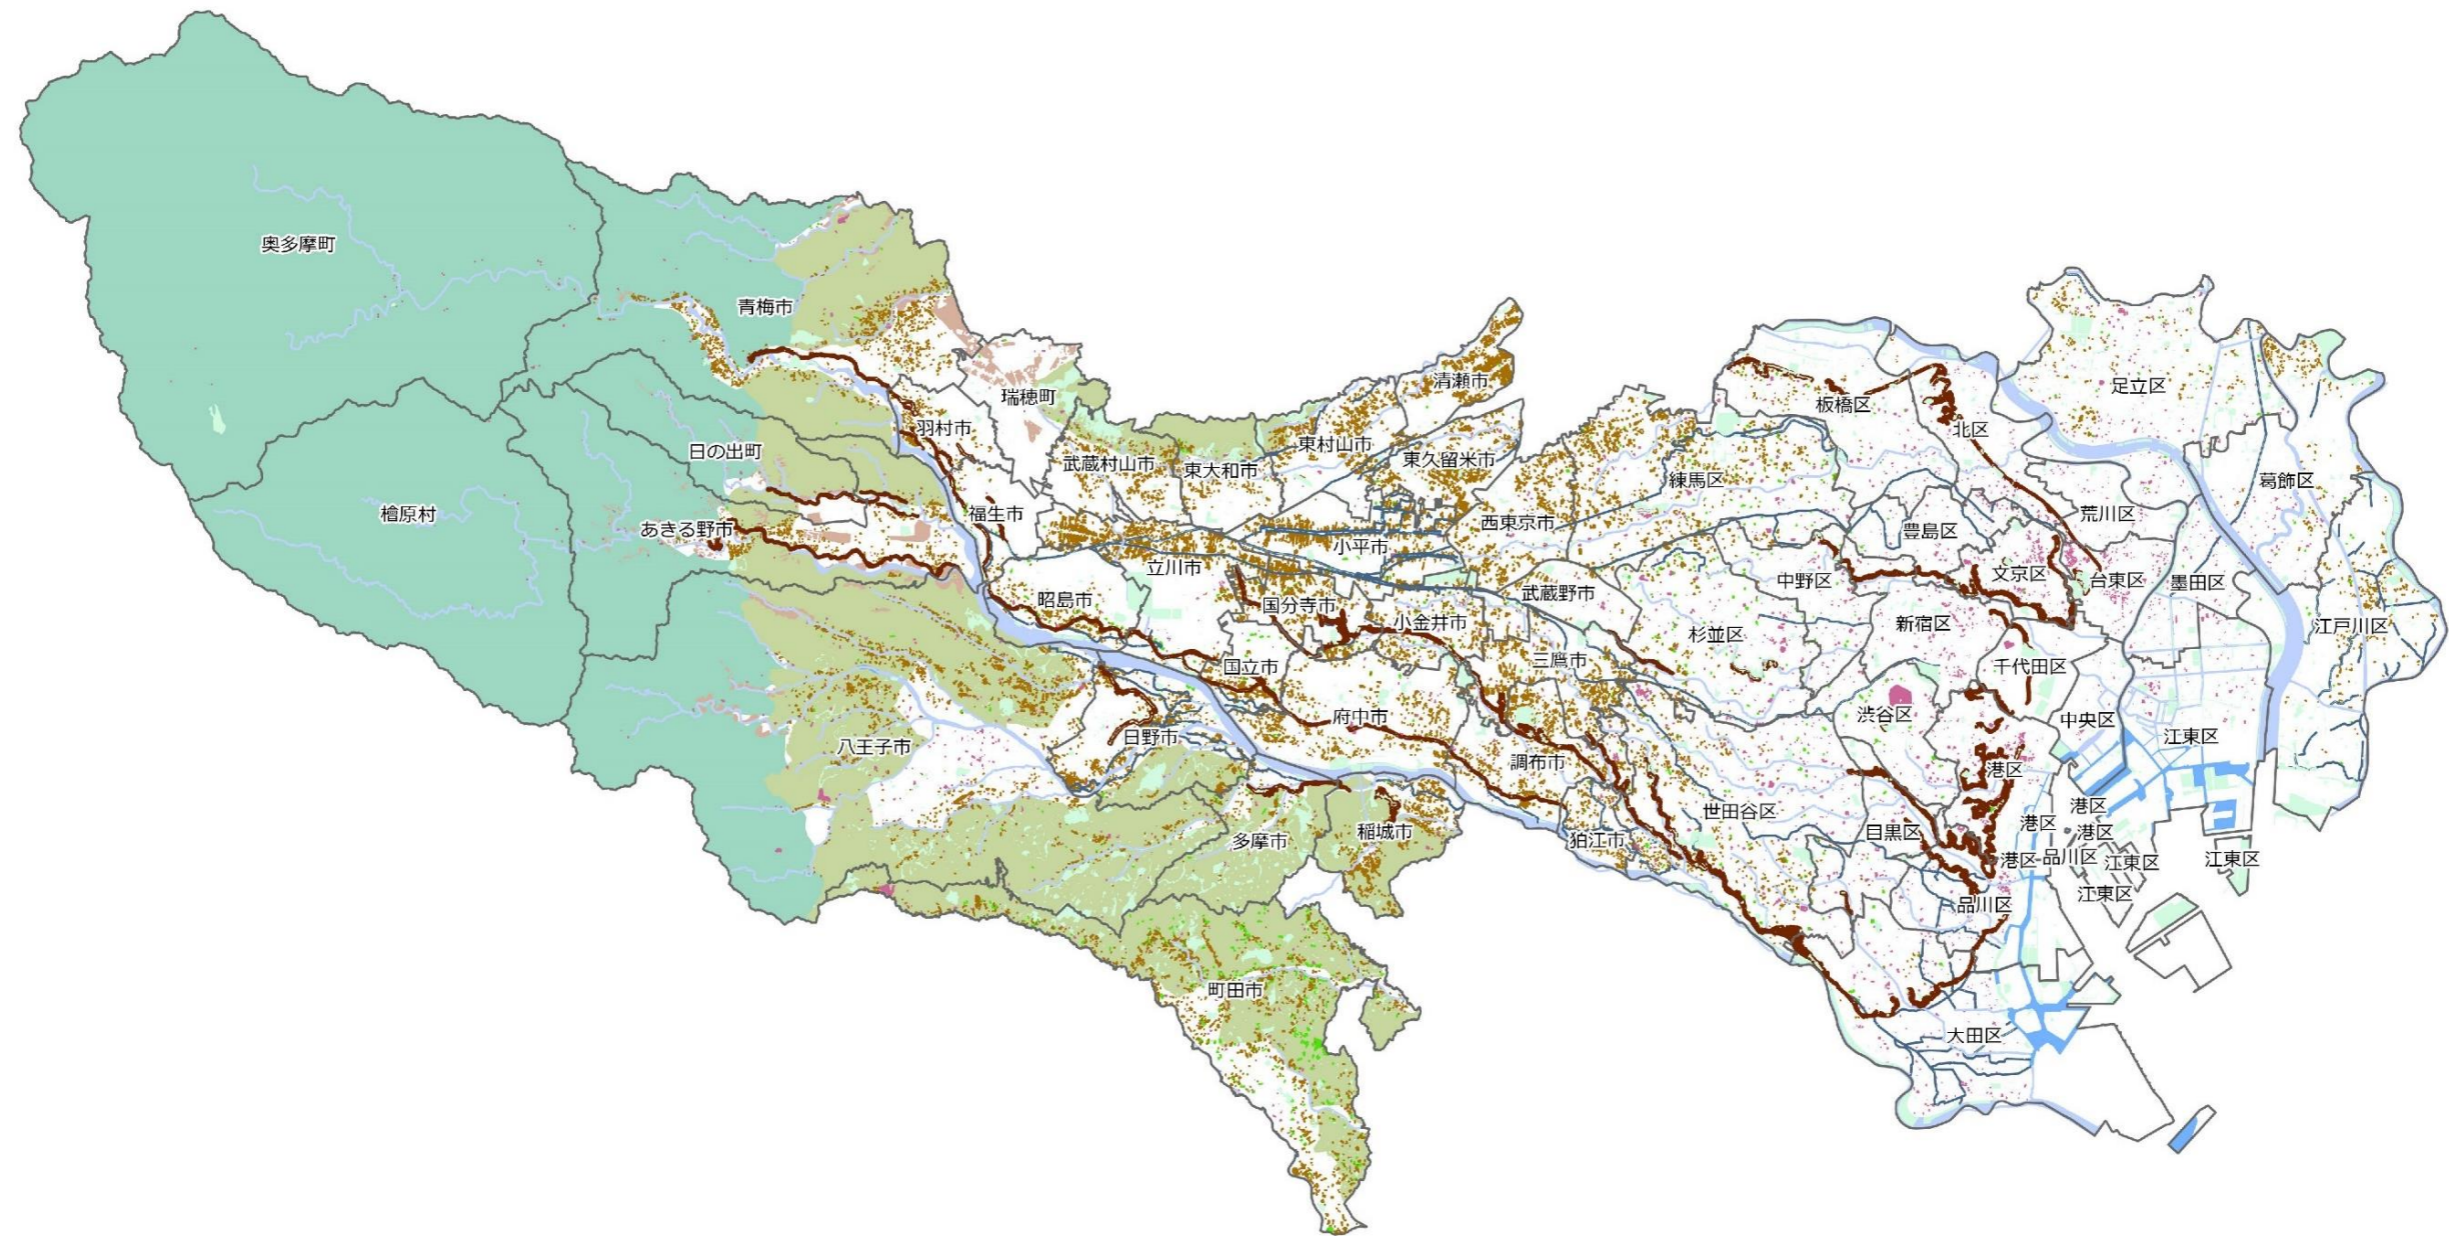 奥多摩町
青梅市
足立区
清瀬市
瑞穂町
板橋区
羽村市
北区
東村山市
日の出町
武蔵村山市
東大和市
東久留米市
練馬区
葛飾区
檜原村
福生市
荒川区
あきる野市
西東京市
豊島区
小平市
立川市
中野区
文京区
台東区
墨田区
昭島市
国分寺市
武蔵野市
小金井市
新宿区
江戸川区
杉並区
国立市
三鷹市
千代田区
府中市
渋谷区
中央区
日野市
江東区
八王子市
調布市
港区
世田谷区
港区
港区
目黒区
港区
稲城市
多摩市
狛江市
港区
品川区
江東区
江東区
江東区
品川区
町田市
大田区